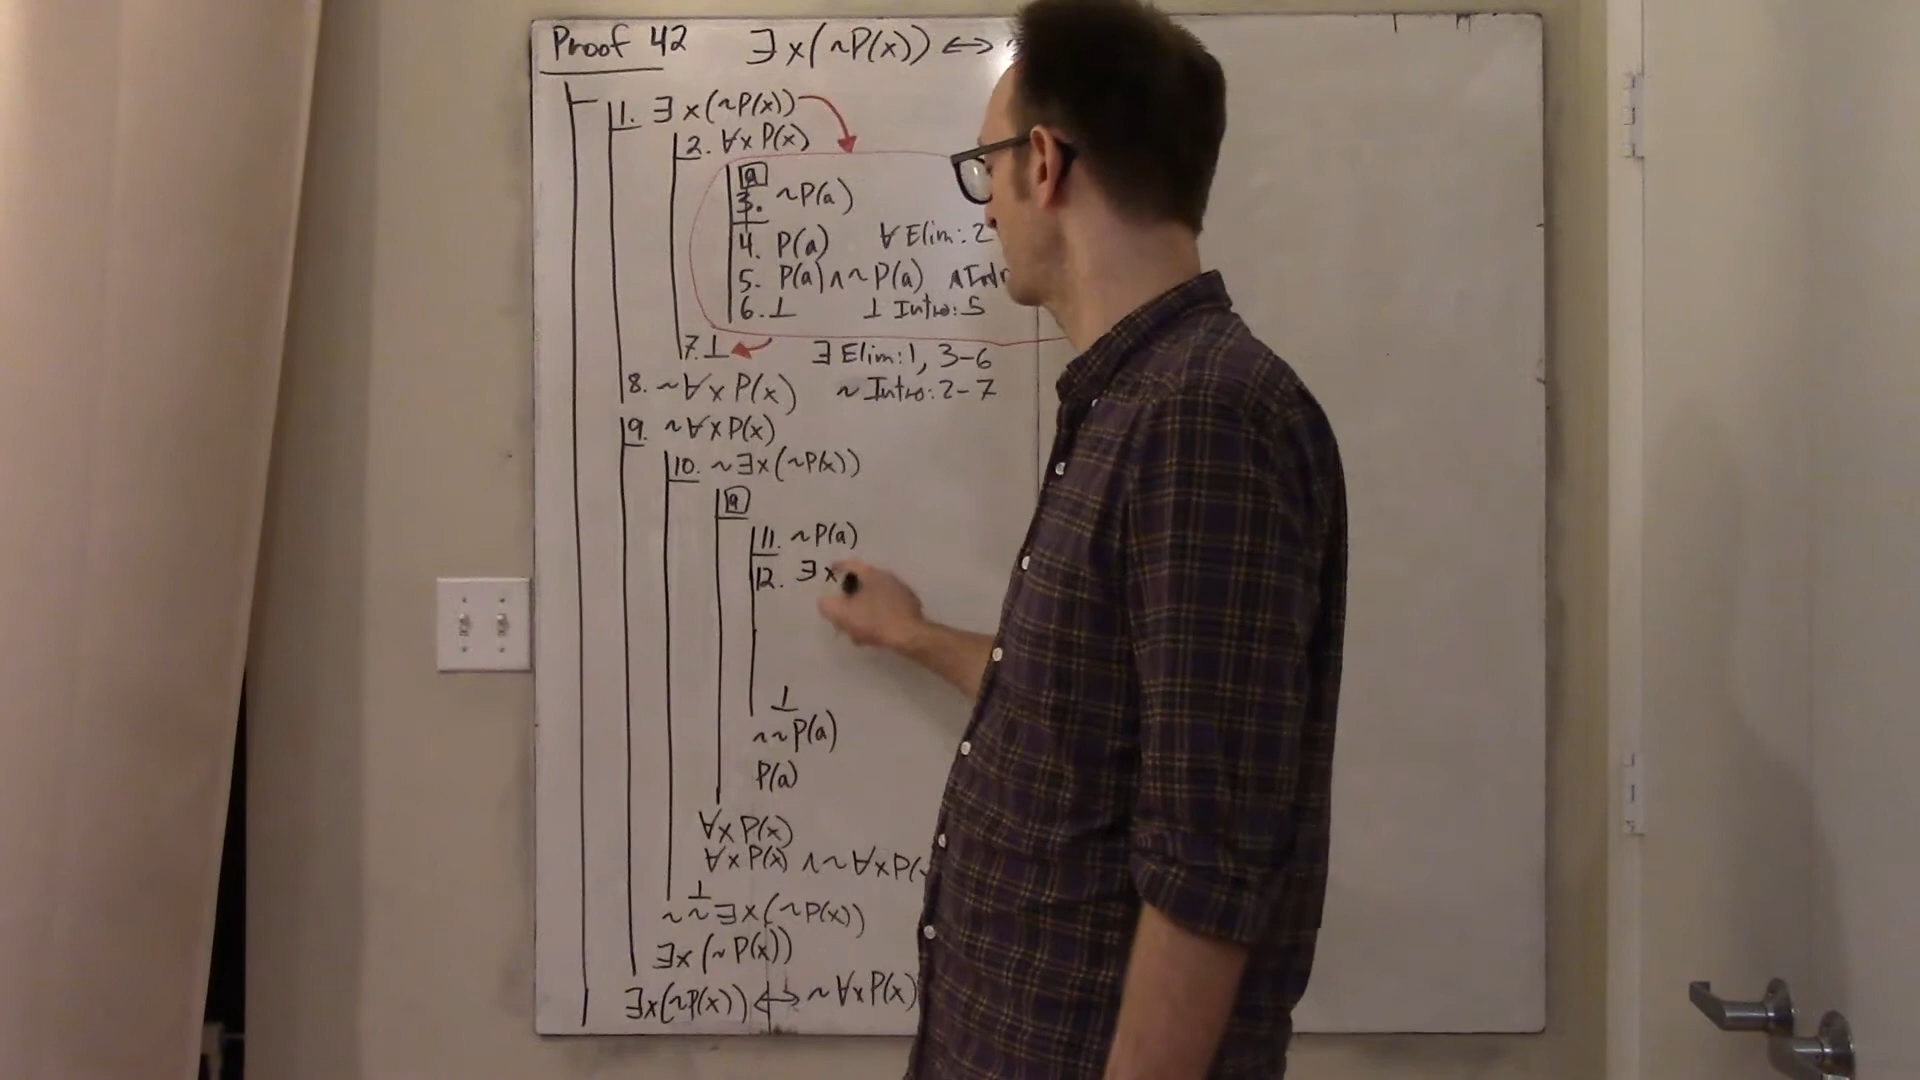 Proof 42 ∃x(~P(x)) ↔
1. ∃x(~P(x))
2. ∀x P(x)
a
3. ~P(a)
4. P(a) ∀ Elim: 2
5. P(a) ∧ ~P(a) ∧ Intr
6. ⊥ ⊥ Intro: 5
7. ⊥ ∃ Elim: 1, 3-6
8. ~∀x P(x) ~ Intro: 2-7
9. ~∀x P(x)
10. ~∃x(~P(x))
a
11. ~P(a)
12. ∃x
⊥
~~P(a)
P(a)
∀x P(x)
∀x P(x) ∧ ~∀x P(
⊥
~~∃x(~P(x))
∃x(~P(x))
∃x(~P(x)) ↔ ~∀x P(x)